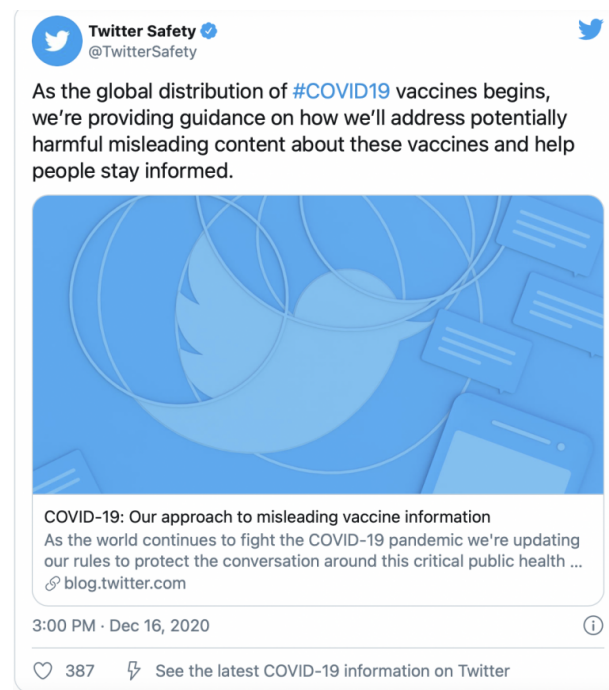 Twitter Safety
@TwitterSafety
As the global distribution of #COVID19 vaccines begins,
we’re providing guidance on how we’ll address potentially
harmful misleading content about these vaccines and help
people stay informed.
COVID-19: Our approach to misleading vaccine information
As the world continues to fight the COVID-19 pandemic we're updating
our rules to protect the conversation around this critical public health ...
blog.twitter.com
3:00 PM · Dec 16, 2020
387 See the latest COVID-19 information on Twitter